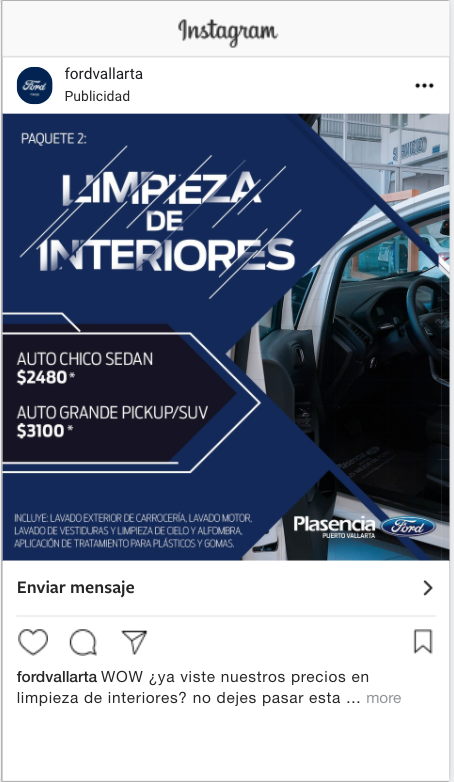 Instagram
Ford
fordvallarta
Publicidad
PAQUETE 2:
LIMPIEZA
DE
INTERIORES
AUTO CHICO SEDAN
$2480*
AUTO GRANDE PICKUP/SUV
$3100*
INCLUYE: LAVADO EXTERIOR DE CARROCERÍA, LAVADO MOTOR,
LAVADO DE VESTIDURAS Y LIMPIEZA DE CIELO Y ALFOMBRA,
APLICACIÓN DE TRATAMIENTO PARA PLÁSTICOS Y GOMAS.
Plasencia Ford
PUERTO VALLARTA
Enviar mensaje
fordvallarta WOW ¿ya viste nuestros precios en
limpieza de interiores? no dejes pasar esta ... more